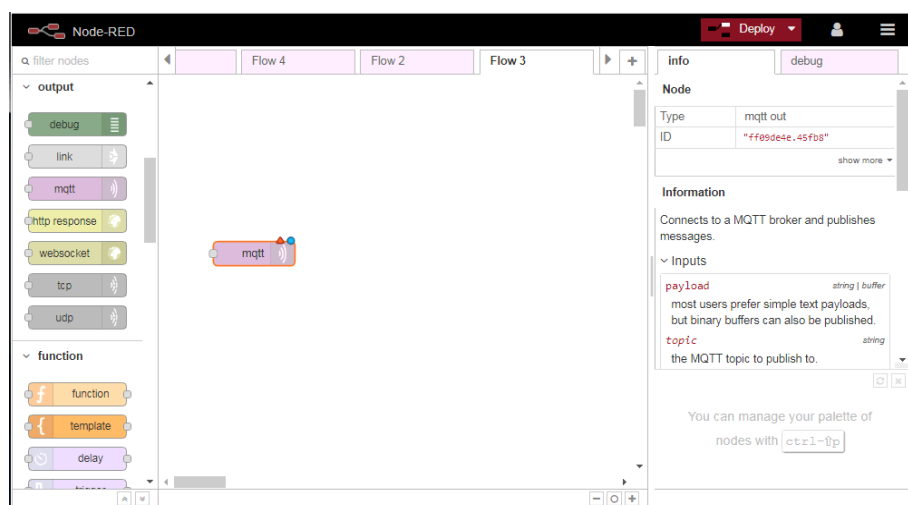 Node-RED
Deploy
filter nodes
Flow 4
Flow 2
Flow 3
info
debug
output
debug
link
mqtt
http response
websocket
tcp
udp
function
function
template
delay
mqtt
Node
Type mqtt out
ID "ff09de4e.45fb8"
show more
Information
Connects to a MQTT broker and publishes
messages.
Inputs
payload string | buffer
most users prefer simple text payloads,
but binary buffers can also be published.
topic string
the MQTT topic to publish to.
You can manage your palette of
nodes with ctrl-⇧p